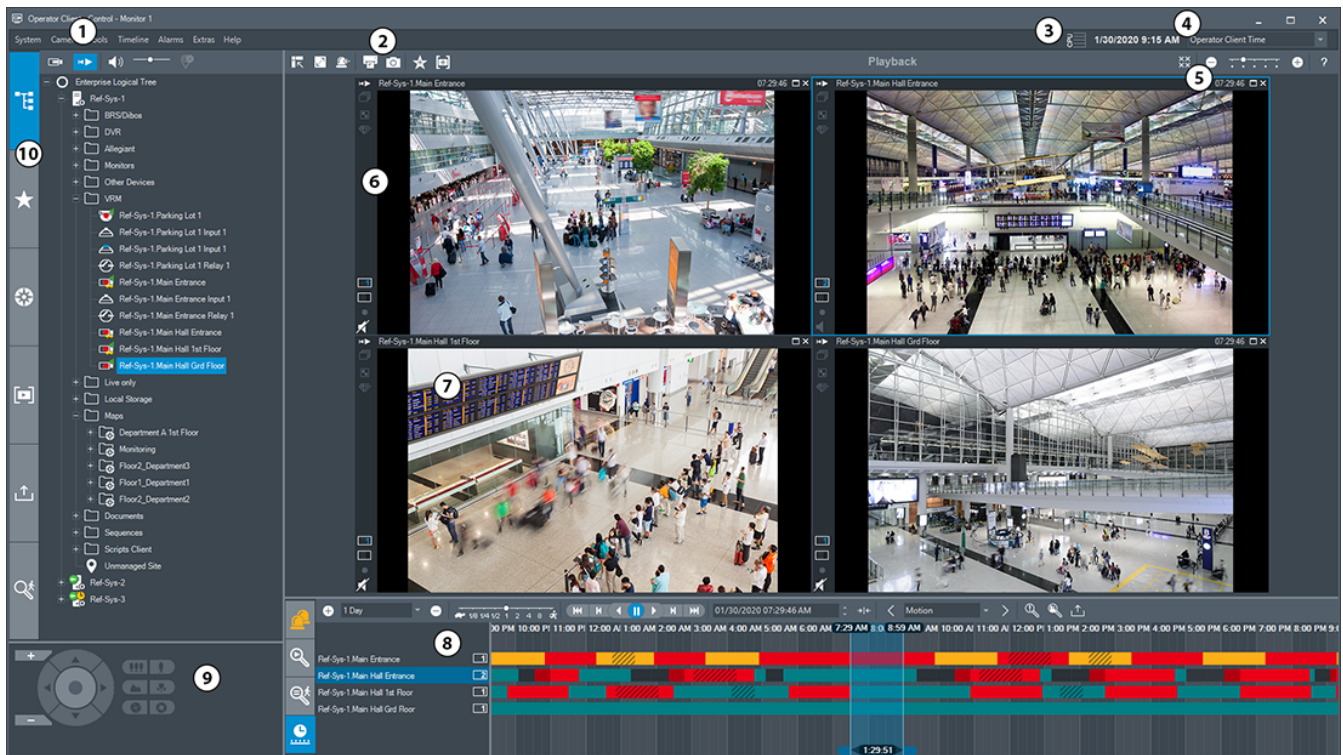 Operator Client - Control - Monitor 1
1
2
3
4
System Camera Tools Timeline Alarms Extras Help
1/30/2020 9:15 AM
Operator Client Time
Playback
?
5
Enterprise Logical Tree
Ref-Sys-1
BRS/Dibos
DVR
Allegiant
10
Monitors
Other Devices
VRM
Ref-Sys-1.Parking Lot 1
Ref-Sys-1.Parking Lot 1 Input 1
Ref-Sys-1.Parking Lot 1 Input 1
Ref-Sys-1.Parking Lot 1 Relay 1
Ref-Sys-1.Main Entrance
Ref-Sys-1.Main Entrance Input 1
Ref-Sys-1.Main Entrance Relay 1
Ref-Sys-1.Main Hall Entrance
Ref-Sys-1.Main Hall 1st Floor
Ref-Sys-1.Main Hall Grd Floor
Live only
Local Storage
Maps
Department A 1st Floor
Monitoring
Floor2_Department3
Floor1_Department1
Floor2_Department2
Documents
Sequences
Scripts Client
Unmanaged Site
Ref-Sys-2
Ref-Sys-3
9
Ref-Sys-1.Main Entrance 07:29:46
6
Ref-Sys-1.Main Hall Entrance 07:29:46
Ref-Sys-1.Main Hall 1st Floor
7
Ref-Sys-1.Main Hall Grd Floor 07:29:46
1 Day
1/8 1/4 1/2 1 2 4 8
01/30/2020 07:29:46 AM
Motion
8
00 PM 10:00 PM 11:00 PM 12:00 AM 1:00 AM 2:00 AM 3:00 AM 4:00 AM 5:00 AM 6:00 AM 7:29 AM 8:0 8:59 AM AM 10:00 AM 11:00 AM 12:00 PM 1:00 PM 2:00 PM 3:00 PM 4:00 PM 5:00 PM 6:00 PM 7:00 PM 8:00 PM 9:
Ref-Sys-1.Main Entrance 1
Ref-Sys-1.Main Hall Entrance 2
Ref-Sys-1.Main Hall 1st Floor 1
Ref-Sys-1.Main Hall Grd Floor 1
1:29:51